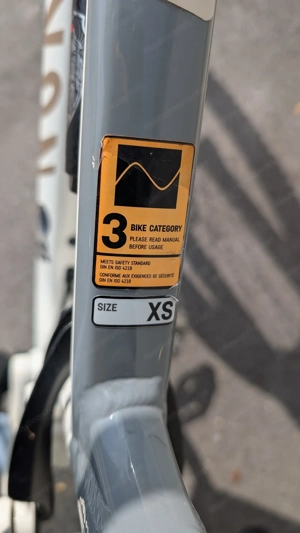 3 BIKE CATEGORY
PLEASE READ MANUAL
BEFORE USAGE
MEETS SAFETY STANDARD
DIN EN ISO 4210
CONFORME AUX EXIGENCES DE SÉCURITÉ
DIN EN ISO 4210
SIZE XS